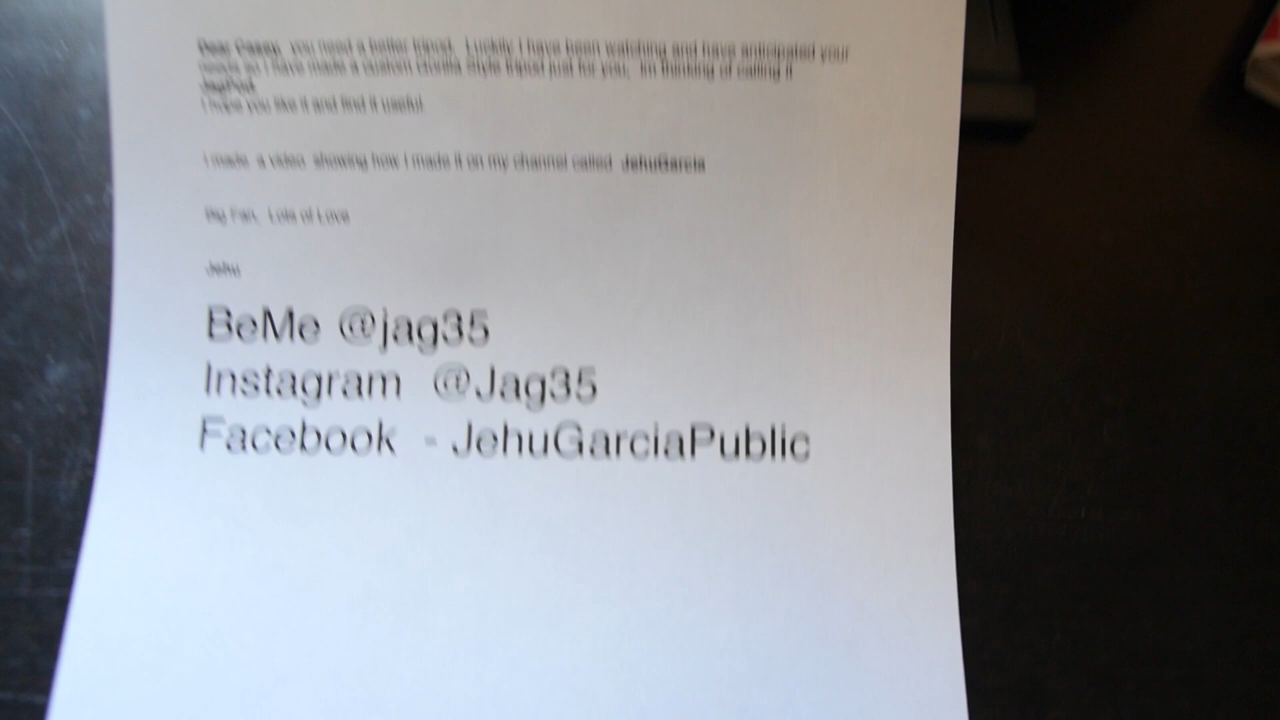 Dear Casey, you need a better tripod. Luckily I have been watching and have anticipated your
needs so I have made a custom Gorilla Style tripod just for you. Im thinking of calling it
JagPod
I hope you like it and find it useful
I made a video showing how I made it on my channel called JehuGarcia
Big Fan, Lots of Love
Jehu
BeMe @jag35
Instagram @Jag35
Facebook - JehuGarciaPublic